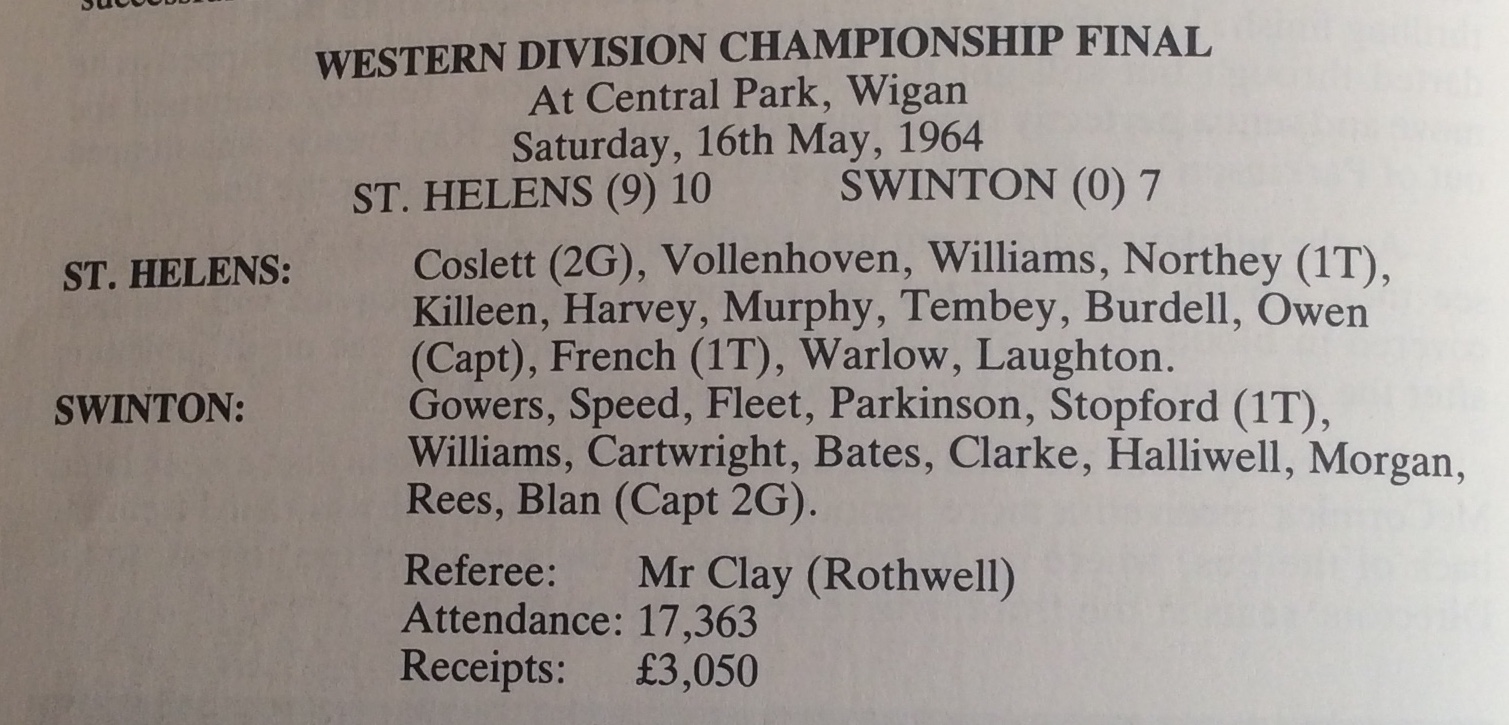 WESTERN DIVISION CHAMPIONSHIP FINAL
At Central Park, Wigan
Saturday, 16th May, 1964
ST. HELENS (9) 10 SWINTON (0) 7
ST. HELENS: Coslett (2G), Vollenhoven, Williams, Northey (1T),
Killeen, Harvey, Murphy, Tembey, Burdell, Owen
(Capt), French (1T), Warlow, Laughton.
SWINTON: Gowers, Speed, Fleet, Parkinson, Stopford (1T),
Williams, Cartwright, Bates, Clarke, Halliwell, Morgan,
Rees, Blan (Capt 2G).
Referee: Mr Clay (Rothwell)
Attendance: 17,363
Receipts: £3,050